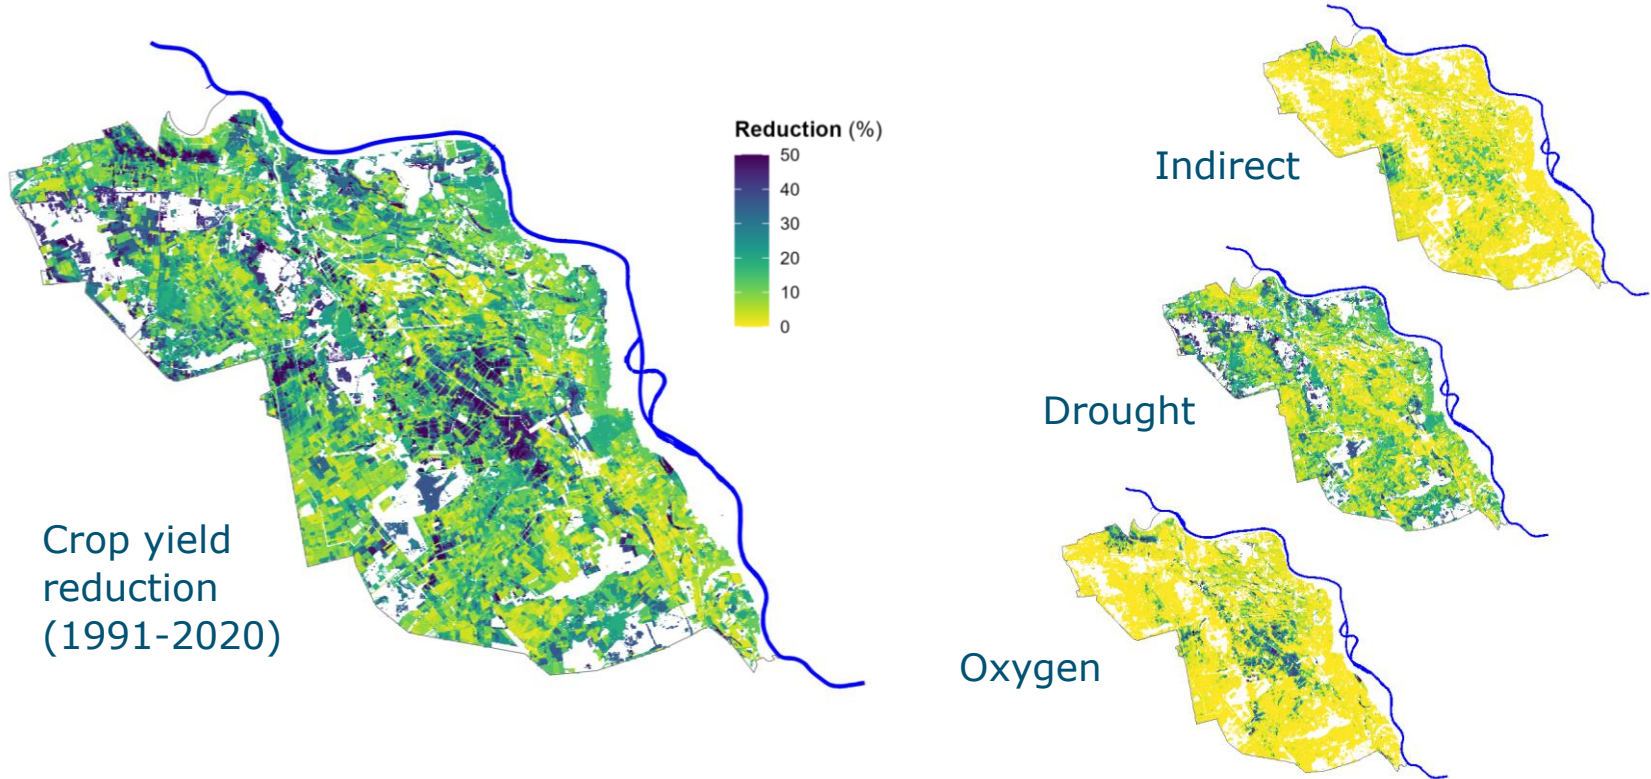 Reduction (%)
50
40
30
20
10
0
Crop yield
reduction
(1991-2020)
Indirect
Drought
Oxygen